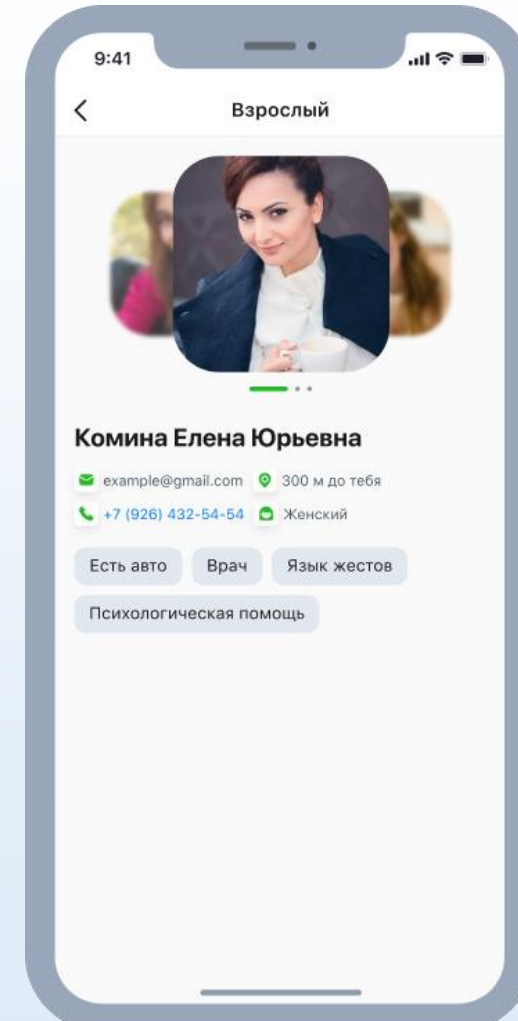 9:41
Взрослый
Комина Елена Юрьевна
example@gmail.com 300 м до тебя
+7 (926) 432-54-54 Женский
Есть авто Врач Язык жестов
Психологическая помощь